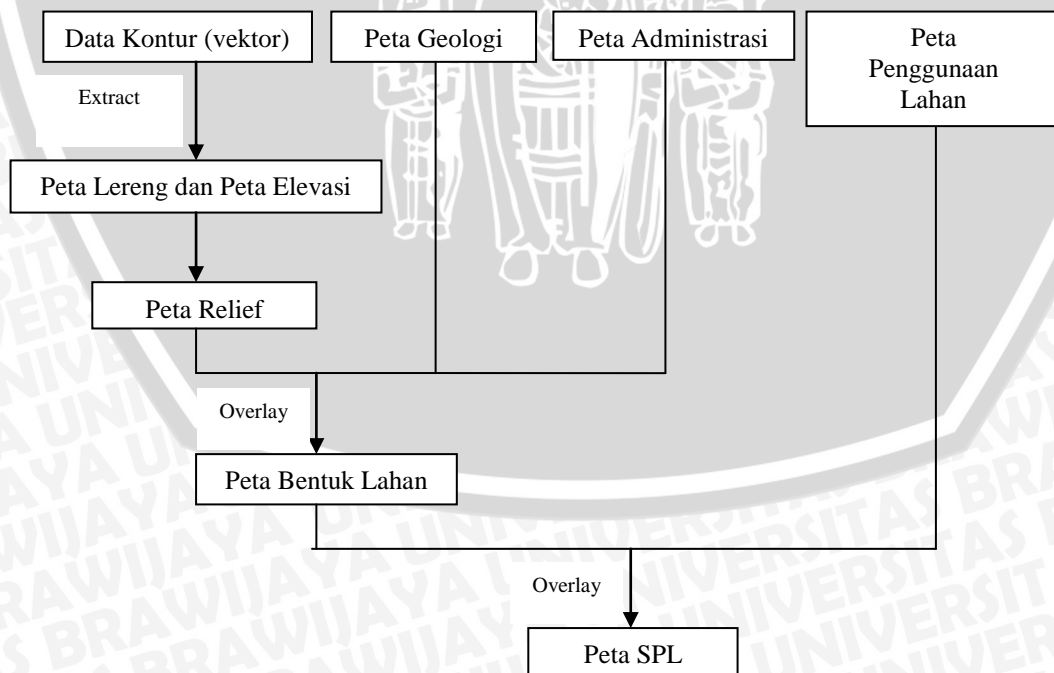 Data Kontur (vektor)
Peta Geologi
Peta Administrasi
Peta
Penggunaan
Lahan
Extract
Peta Lereng dan Peta Elevasi
Peta Relief
Overlay
Peta Bentuk Lahan
Overlay
Peta SPL